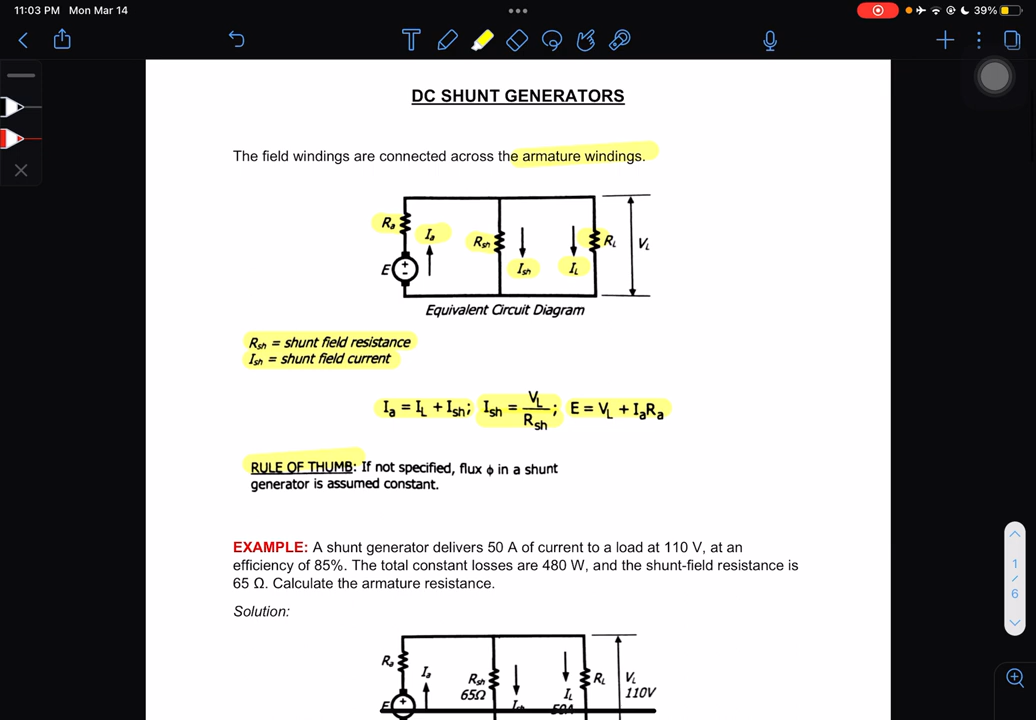 11:03 PM Mon Mar 14
39%
DC SHUNT GENERATORS
The field windings are connected across the armature windings.
Rₐ
Iₐ
Rsh
Ish
IL
RL
VL
E
Equivalent Circuit Diagram
Rsh = shunt field resistance
Ish = shunt field current
Iₐ = IL + Ish; Ish = VL / Rsh; E = VL + IₐRₐ
RULE OF THUMB: If not specified, flux ϕ in a shunt
generator is assumed constant.
EXAMPLE: A shunt generator delivers 50 A of current to a load at 110 V, at an
efficiency of 85%. The total constant losses are 480 W, and the shunt-field resistance is
65 Ω. Calculate the armature resistance.
Solution:
Rₐ
Iₐ
Rsh
65Ω
Ish
IL
50A
RL
VL
110V
E
1
/
6